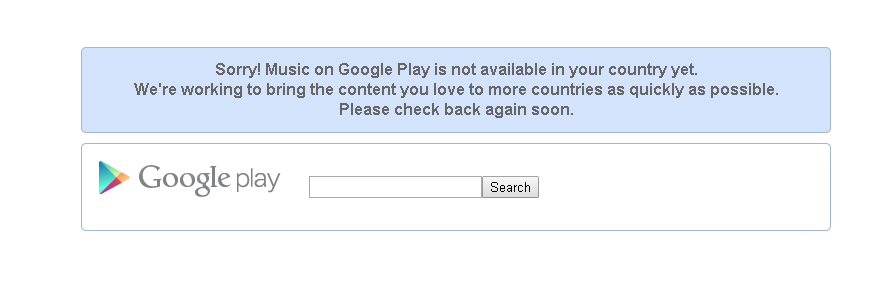 Sorry! Music on Google Play is not available in your country yet.
We're working to bring the content you love to more countries as quickly as possible.
Please check back again soon.
Google play
Search